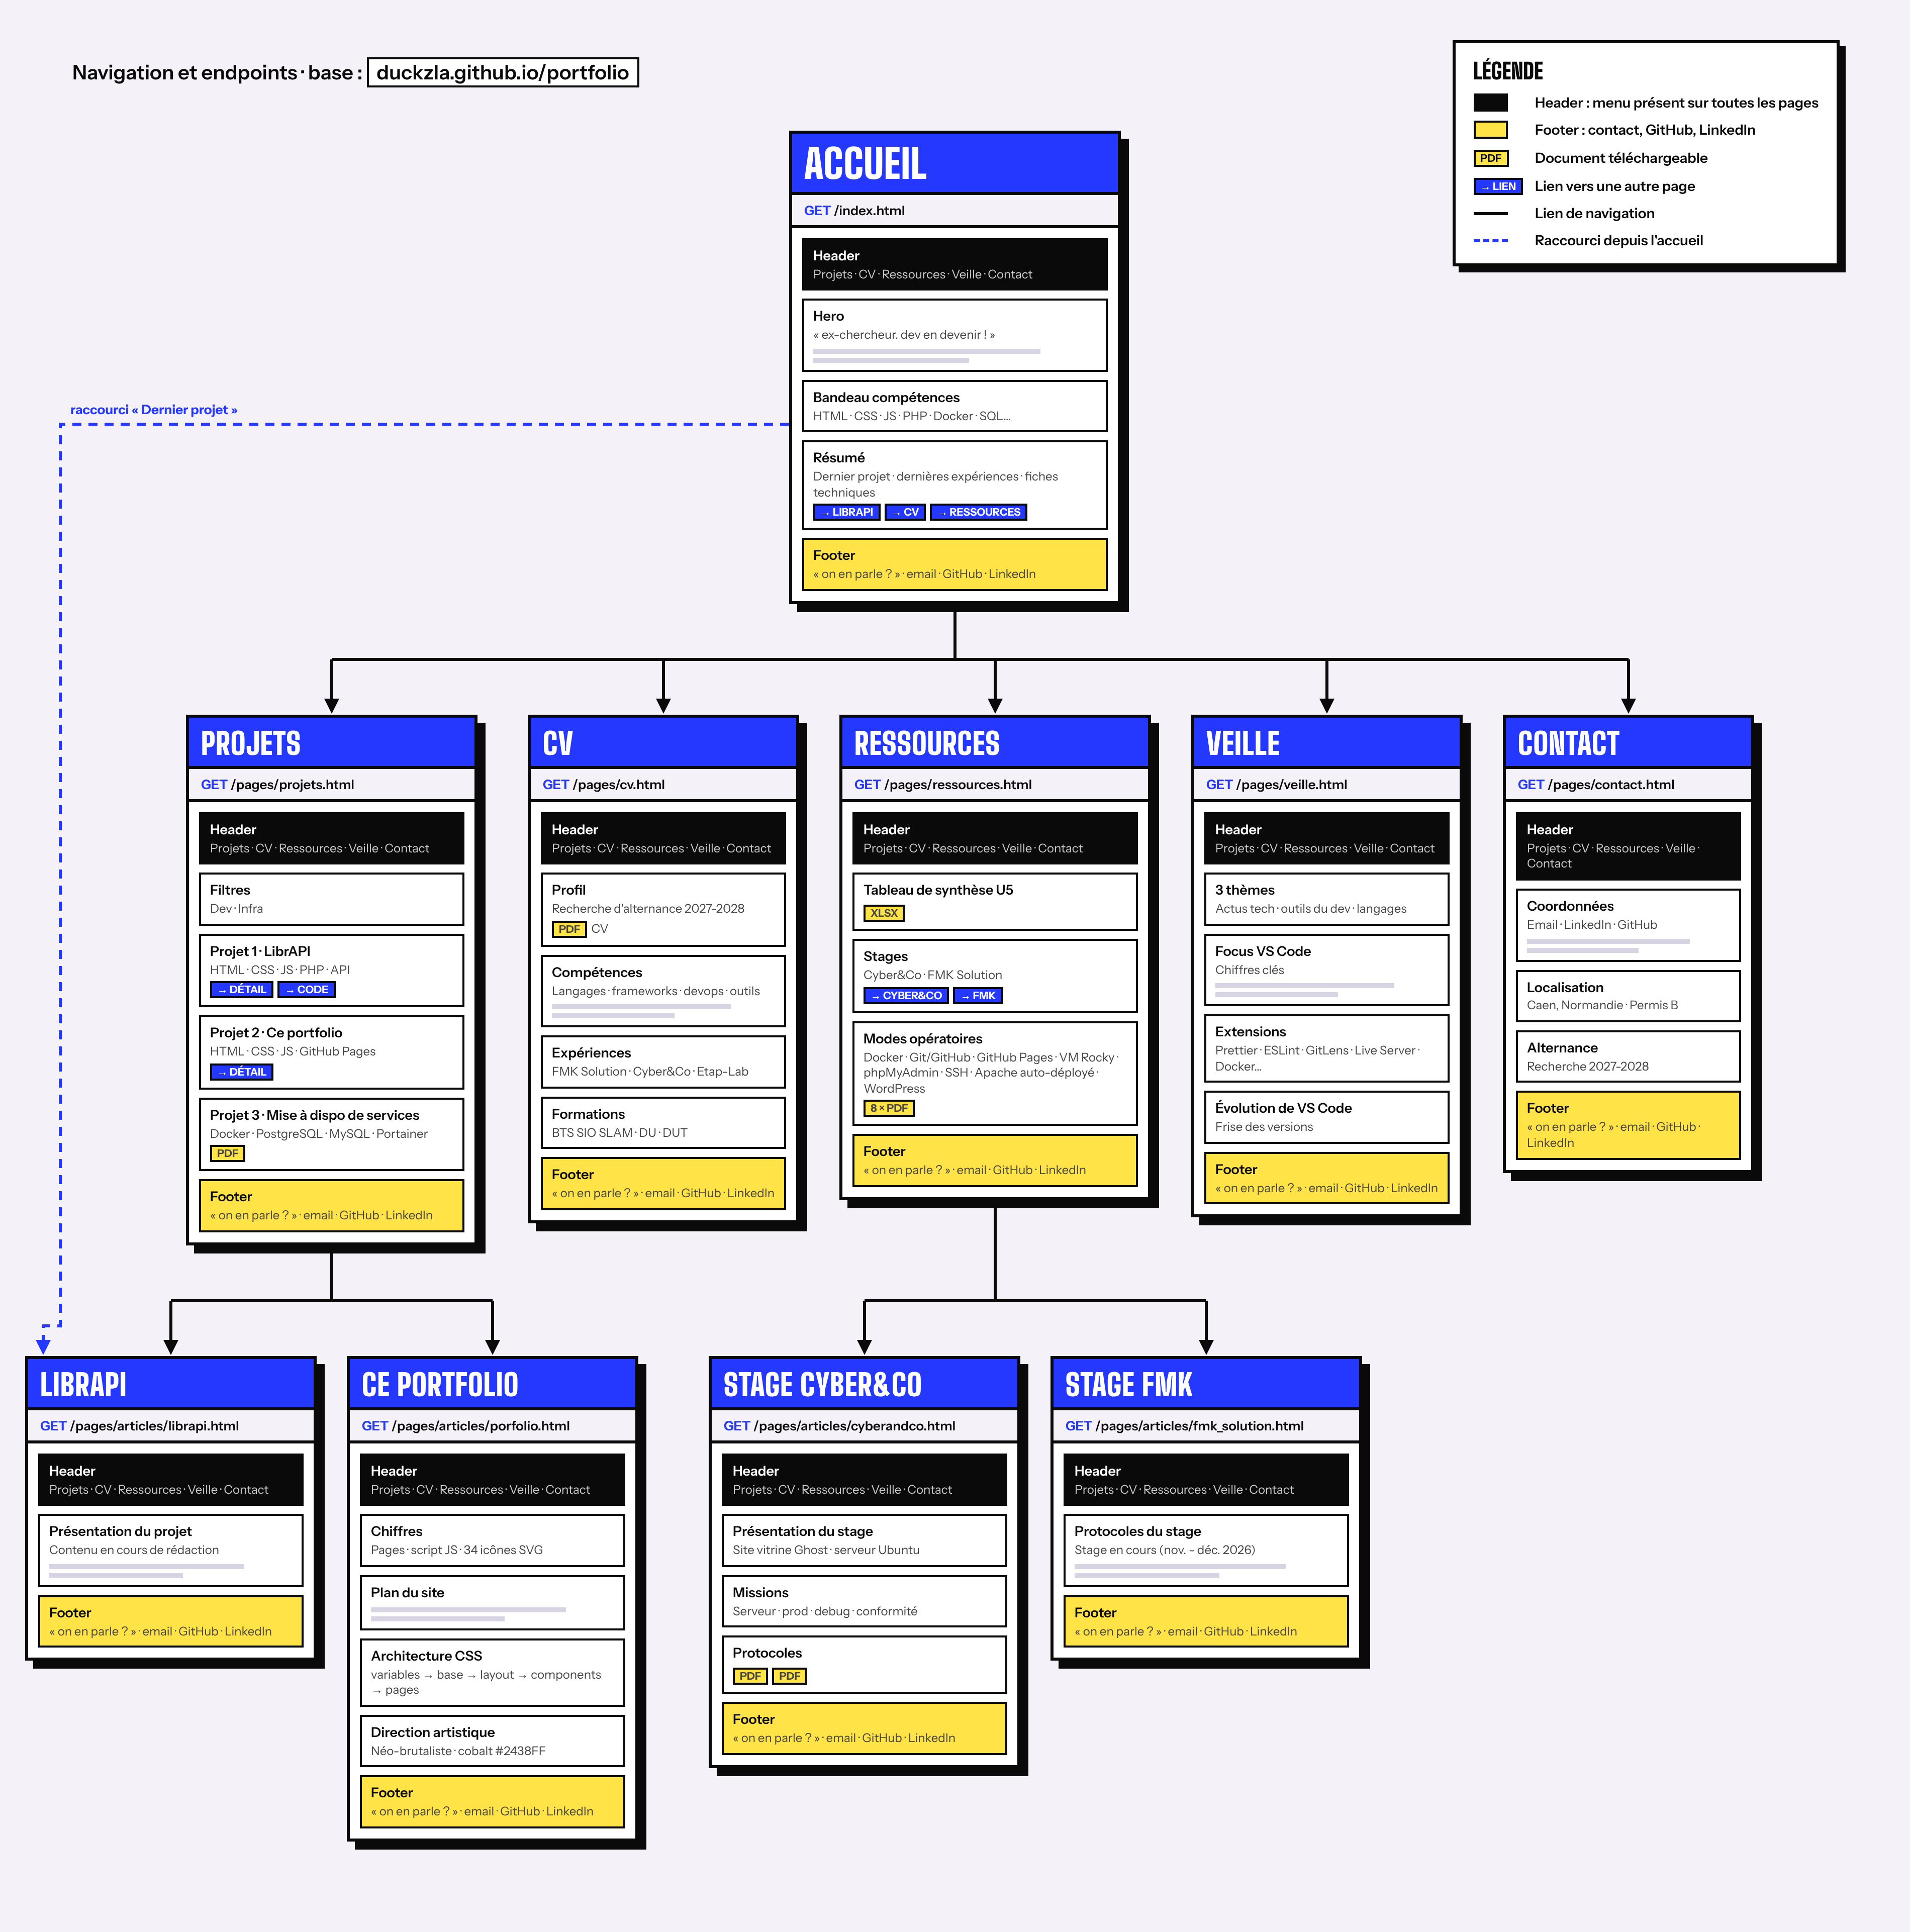 Navigation et endpoints · base : duckzla.github.io/portfolio
LÉGENDE
Header : menu présent sur toutes les pages
Footer : contact, GitHub, LinkedIn
PDF Document téléchargeable
→ LIEN Lien vers une autre page
Lien de navigation
Raccourci depuis l'accueil
ACCUEIL
GET /index.html
Header
Projets · CV · Ressources · Veille · Contact
Hero
« ex-chercheur. dev en devenir ! »
Bandeau compétences
HTML · CSS · JS · PHP · Docker · SQL…
Résumé
Dernier projet · dernières expériences · fiches
techniques
→ LIBRAPI → CV → RESSOURCES
Footer
« on en parle ? » · email · GitHub · LinkedIn
raccourci « Dernier projet »
PROJETS
GET /pages/projets.html
Header
Projets · CV · Ressources · Veille · Contact
Filtres
Dev · Infra
Projet 1 · LibrAPI
HTML · CSS · JS · PHP · API
→ DÉTAIL → CODE
Projet 2 · Ce portfolio
HTML · CSS · JS · GitHub Pages
→ DÉTAIL
Projet 3 · Mise à dispo de services
Docker · PostgreSQL · MySQL · Portainer
PDF
Footer
« on en parle ? » · email · GitHub · LinkedIn
CV
GET /pages/cv.html
Header
Projets · CV · Ressources · Veille · Contact
Profil
Recherche d'alternance 2027-2028
PDF CV
Compétences
Langages · frameworks · devops · outils
Expériences
FMK Solution · Cyber&Co · Etap-Lab
Formations
BTS SIO SLAM · DU · DUT
Footer
« on en parle ? » · email · GitHub · LinkedIn
RESSOURCES
GET /pages/ressources.html
Header
Projets · CV · Ressources · Veille · Contact
Tableau de synthèse U5
XLSX
Stages
Cyber&Co · FMK Solution
→ CYBER&CO → FMK
Modes opératoires
Docker · Git/GitHub · GitHub Pages · VM Rocky ·
phpMyAdmin · SSH · Apache auto-déployé ·
WordPress
8 × PDF
Footer
« on en parle ? » · email · GitHub · LinkedIn
VEILLE
GET /pages/veille.html
Header
Projets · CV · Ressources · Veille · Contact
3 thèmes
Actus tech · outils du dev · langages
Focus VS Code
Chiffres clés
Extensions
Prettier · ESLint · GitLens · Live Server ·
Docker…
Évolution de VS Code
Frise des versions
Footer
« on en parle ? » · email · GitHub · LinkedIn
CONTACT
GET /pages/contact.html
Header
Projets · CV · Ressources · Veille ·
Contact
Coordonnées
Email · LinkedIn · GitHub
Localisation
Caen, Normandie · Permis B
Alternance
Recherche 2027-2028
Footer
« on en parle ? » · email · GitHub ·
LinkedIn
LIBRAPI
GET /pages/articles/librapi.html
Header
Projets · CV · Ressources · Veille · Contact
Présentation du projet
Contenu en cours de rédaction
Footer
« on en parle ? » · email · GitHub · LinkedIn
CE PORTFOLIO
GET /pages/articles/porfolio.html
Header
Projets · CV · Ressources · Veille · Contact
Chiffres
Pages · script JS · 34 icônes SVG
Plan du site
Architecture CSS
variables → base → layout → components
→ pages
Direction artistique
Néo-brutaliste · cobalt #2438FF
Footer
« on en parle ? » · email · GitHub · LinkedIn
STAGE CYBER&CO
GET /pages/articles/cyberandco.html
Header
Projets · CV · Ressources · Veille · Contact
Présentation du stage
Site vitrine Ghost · serveur Ubuntu
Missions
Serveur · prod · debug · conformité
Protocoles
PDF PDF
Footer
« on en parle ? » · email · GitHub · LinkedIn
STAGE FMK
GET /pages/articles/fmk_solution.html
Header
Projets · CV · Ressources · Veille · Contact
Protocoles du stage
Stage en cours (nov. - déc. 2026)
Footer
« on en parle ? » · email · GitHub · LinkedIn